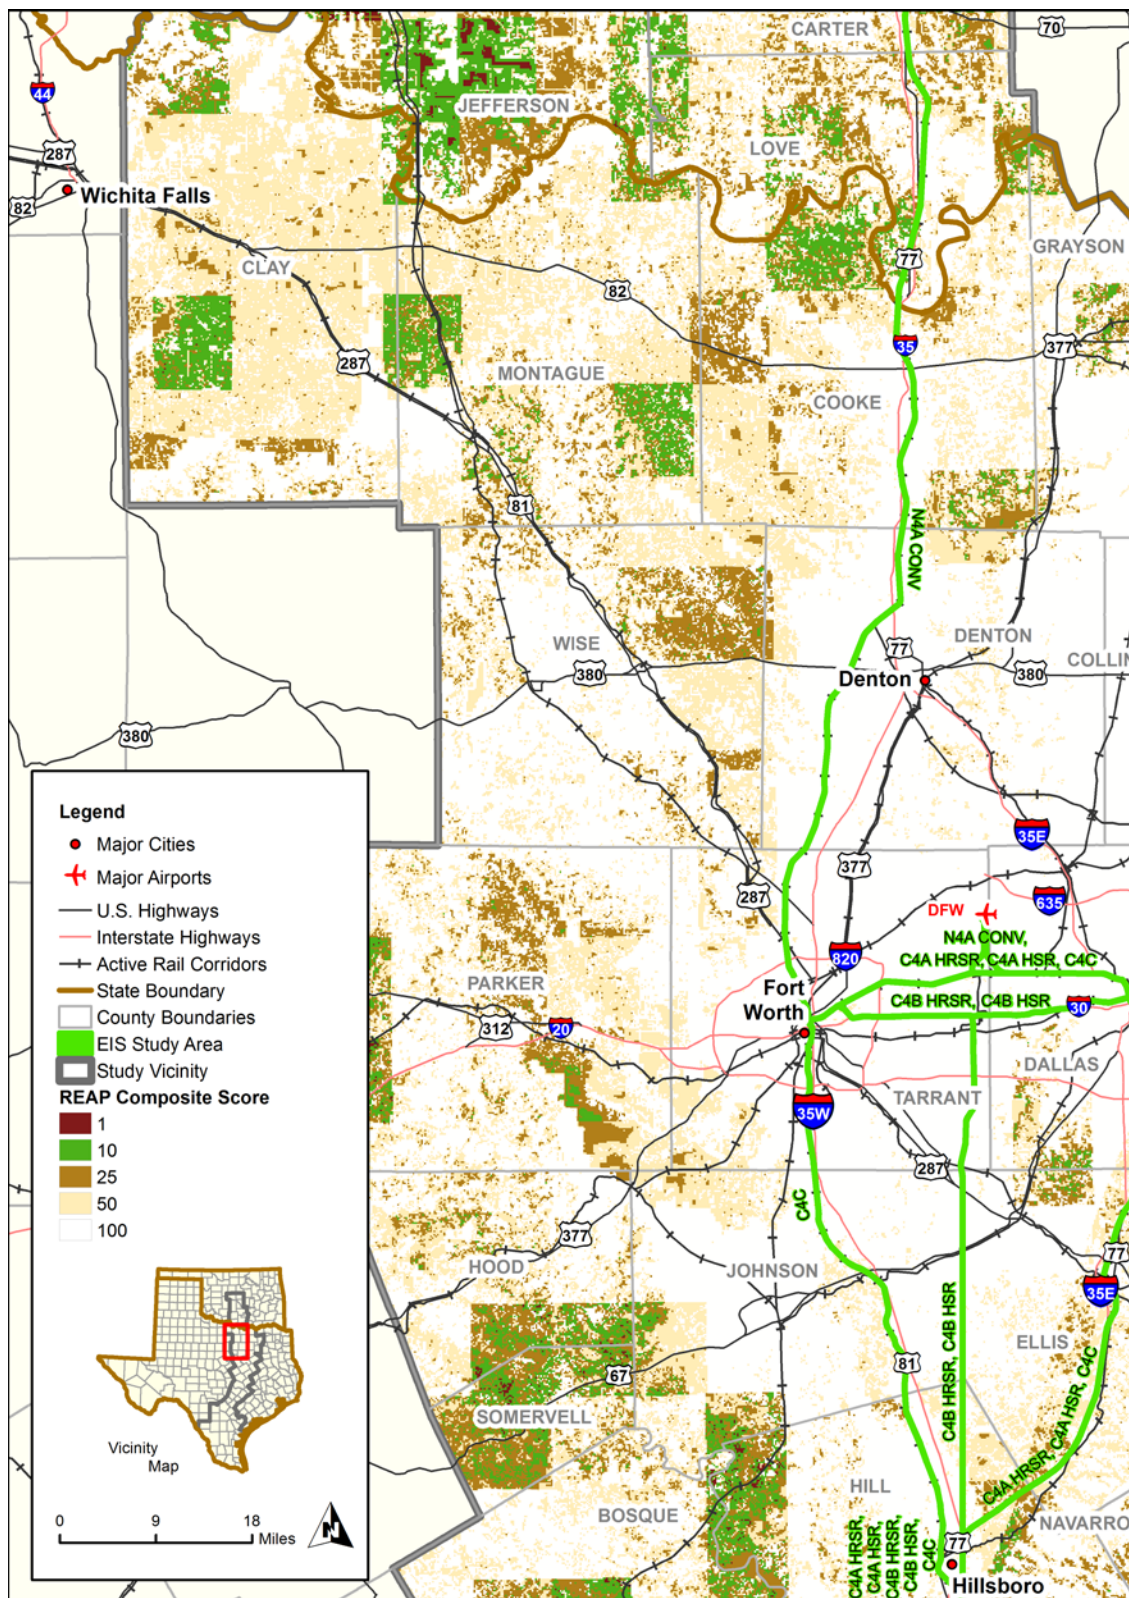 CARTER
70
44
JEFFERSON
LOVE
287
82
Wichita Falls
CLAY
77
GRAYSON
82
35
377
287
MONTAGUE
COOKE
81
N4A CONV
WISE
77
DENTON
COLLIN
380
Denton
380
380
35E
377
287
635
DFW
N4A CONV,
C4A HRSR, C4A HSR, C4C
820
PARKER
Fort
Worth
C4B HRSR, C4B HSR
30
312
20
DALLAS
TARRANT
35W
287
C4C
377
HOOD
JOHNSON
77
35E
C4B HRSR, C4B HSR
ELLIS
81
67
C4A HRSR, C4A HSR, C4C
SOMERVELL
HILL
BOSQUE
NAVARRO
C4A HRSR,
C4A HSR,
C4B HRSR,
C4B HSR,
C4C
77
Hillsboro
Legend
Major Cities
Major Airports
U.S. Highways
Interstate Highways
Active Rail Corridors
State Boundary
County Boundaries
EIS Study Area
Study Vicinity
REAP Composite Score
1
10
25
50
100
Vicinity
Map
0 9 18
Miles
N